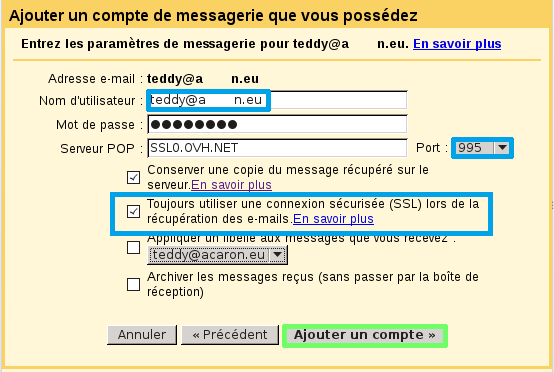 Ajouter un compte de messagerie que vous possédez
Entrez les paramètres de messagerie pour teddy@a n.eu. En savoir plus
Adresse e-mail : teddy@a n.eu
Nom d'utilisateur : teddy@a n.eu
Mot de passe : ●●●●●●●●
Serveur POP : SSL0.OVH.NET Port : 995
Conserver une copie du message récupéré sur le
serveur.En savoir plus
Toujours utiliser une connexion sécurisée (SSL) lors de la
récupération des e-mails.En savoir plus
Appliquer un libellé aux messages que vous recevez :
teddy@acaron.eu
Archiver les messages reçus (sans passer par la boîte de
réception)
Annuler « Précédent Ajouter un compte »